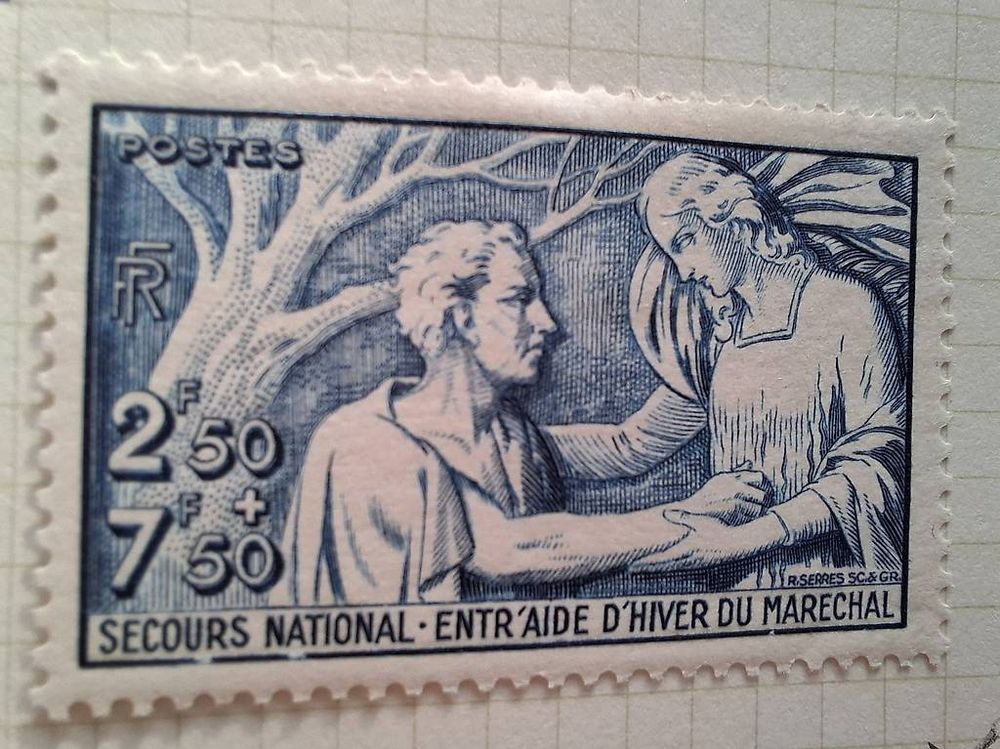 POSTES
RF
2F50
+
7F50
R.SERRES SC.& GR.
SECOURS NATIONAL · ENTR'AIDE D'HIVER DU MARECHAL